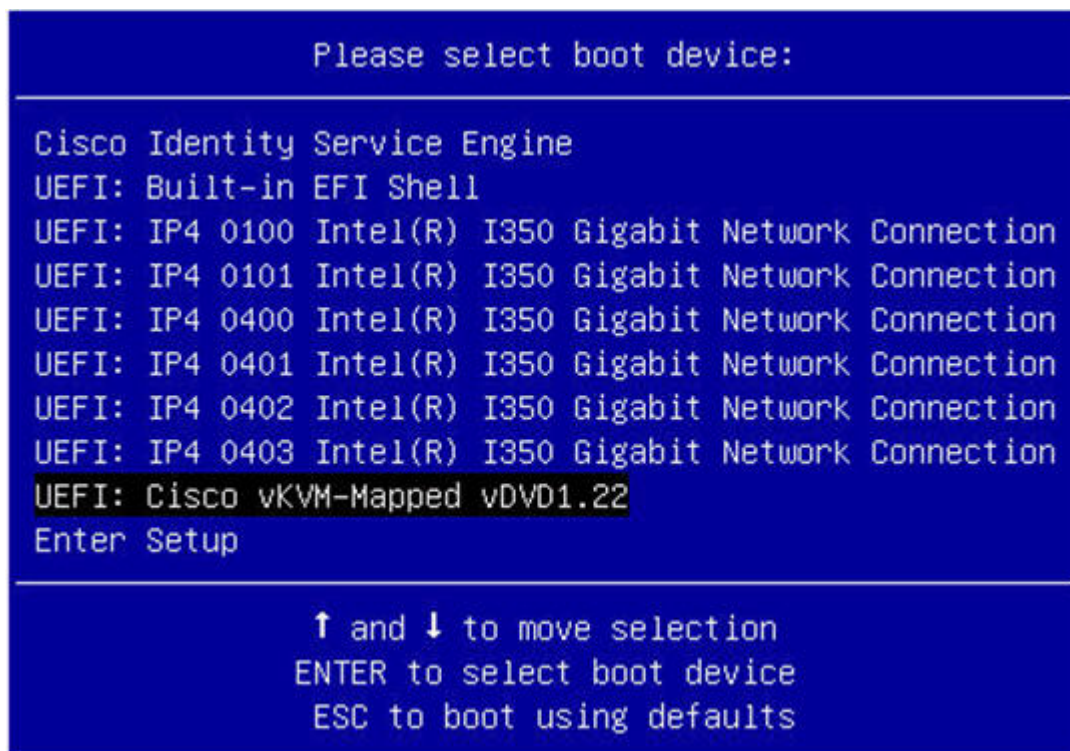 Please select boot device:
Cisco Identity Service Engine
UEFI: Built-in EFI Shell
UEFI: IP4 0100 Intel(R) I350 Gigabit Network Connection
UEFI: IP4 0101 Intel(R) I350 Gigabit Network Connection
UEFI: IP4 0400 Intel(R) I350 Gigabit Network Connection
UEFI: IP4 0401 Intel(R) I350 Gigabit Network Connection
UEFI: IP4 0402 Intel(R) I350 Gigabit Network Connection
UEFI: IP4 0403 Intel(R) I350 Gigabit Network Connection
UEFI: Cisco vKVM-Mapped vDVD1.22
Enter Setup
↑ and ↓ to move selection
ENTER to select boot device
ESC to boot using defaults